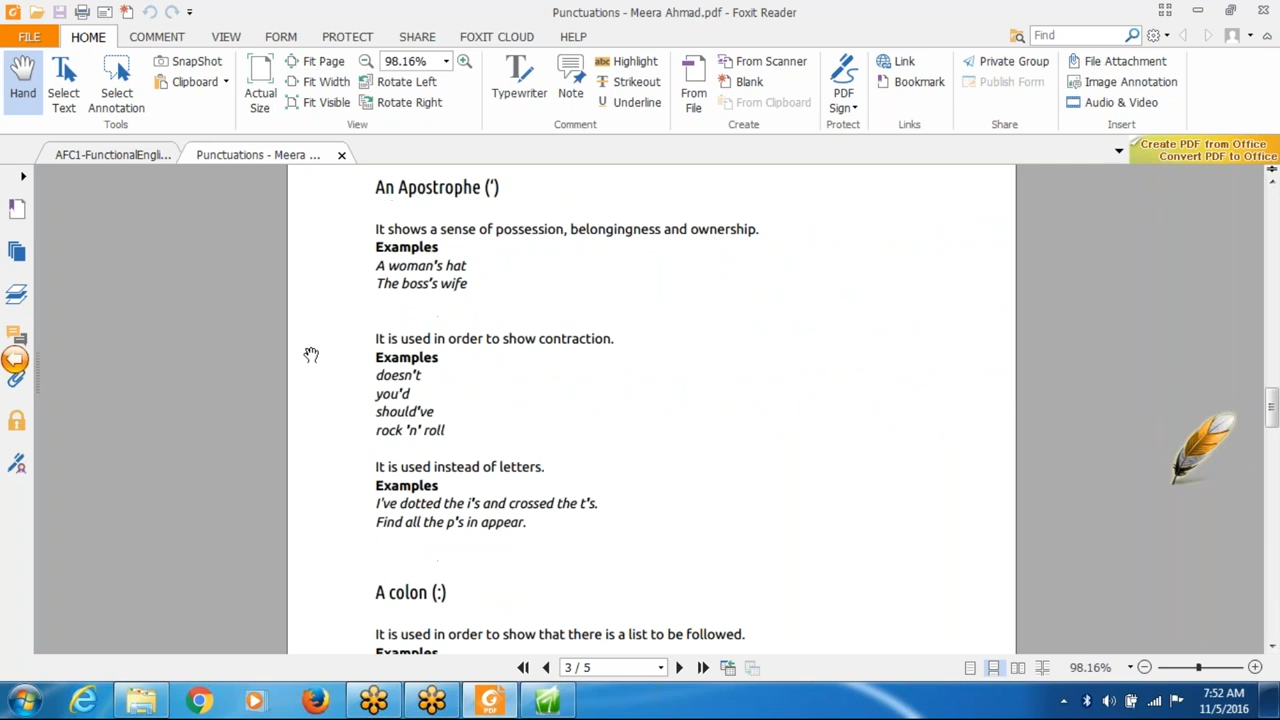 Punctuations - Meera Ahmad.pdf - Foxit Reader
FILE HOME COMMENT VIEW FORM PROTECT SHARE FOXIT CLOUD HELP Find
Hand
Select Text
Select Annotation
SnapShot
Clipboard
Tools
Actual Size
Fit Page
Fit Width
Fit Visible
98.16%
Rotate Left
Rotate Right
View
Typewriter
Note
Highlight
Strikeout
Underline
Comment
From File
From Scanner
Blank
From Clipboard
Create
PDF Sign
Protect
Link
Bookmark
Links
Private Group
Publish Form
Share
File Attachment
Image Annotation
Audio & Video
Insert
AFC1-FunctionalEngli...
Punctuations - Meera ...
Create PDF from Office
Convert PDF to Office
An Apostrophe (‘)
It shows a sense of possession, belongingness and ownership.
Examples
A woman's hat
The boss's wife
It is used in order to show contraction.
Examples
doesn't
you'd
should've
rock 'n' roll
It is used instead of letters.
Examples
I've dotted the i's and crossed the t's.
Find all the p's in appear.
A colon (:)
It is used in order to show that there is a list to be followed.
Examples
3 / 5
98.16%
PDF
7:52 AM
11/5/2016